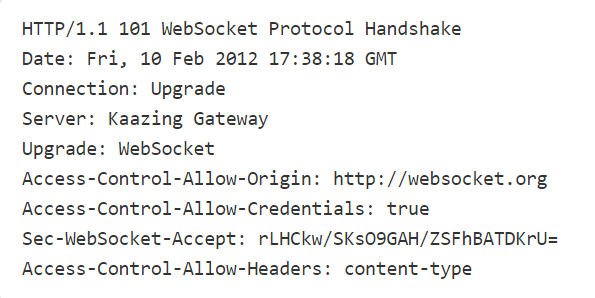 HTTP/1.1 101 WebSocket Protocol Handshake
Date: Fri, 10 Feb 2012 17:38:18 GMT
Connection: Upgrade
Server: Kaazing Gateway
Upgrade: WebSocket
Access-Control-Allow-Origin: http://websocket.org
Access-Control-Allow-Credentials: true
Sec-WebSocket-Accept: rLHCkw/SKsO9GAH/ZSFhBATDKrU=
Access-Control-Allow-Headers: content-type